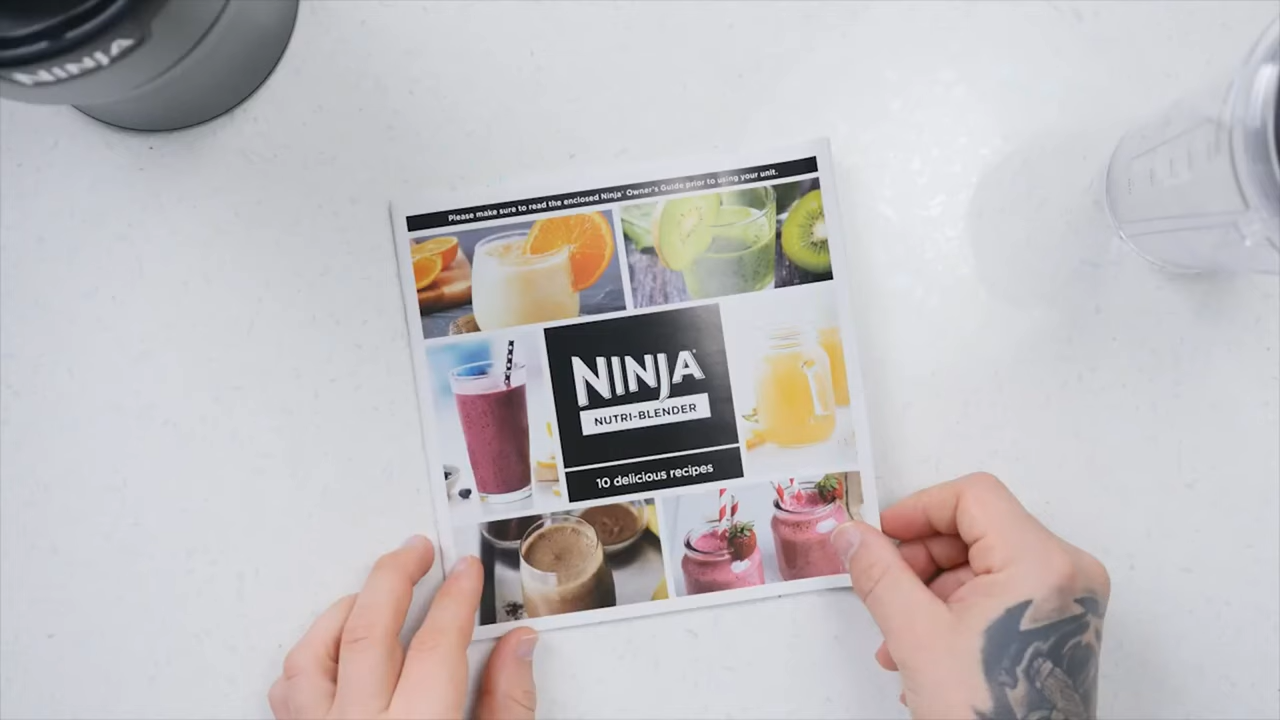 NINJA
Please make sure to read the enclosed Ninja® Owner's Guide prior to using your unit.
NINJA®
NUTRI-BLENDER
10 delicious recipes